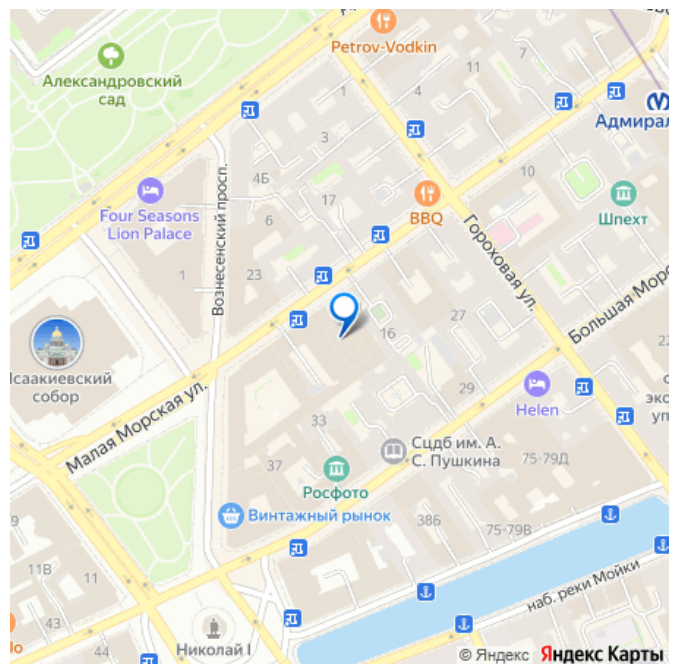 Petrov-Vodkin
Александровский
сад
1
7
11
4
3
Адмирал
4Б
17
10
Four Seasons
Lion Palace
Вознесенский просп.
6
BBQ
Шпехт
Гороховая ул.
1
23
Большая Морс
16
27
Исаакиевский
собор
29
Helen
Малая Морская ул.
33
Сцдб им. А.
С. Пушкина
75-79Д
37
Росфото
Винтажный рынок
38Б
75-79В
9
11В
11
43
44
наб. реки Мойки
Николай I
© Яндекс Яндекс Карты